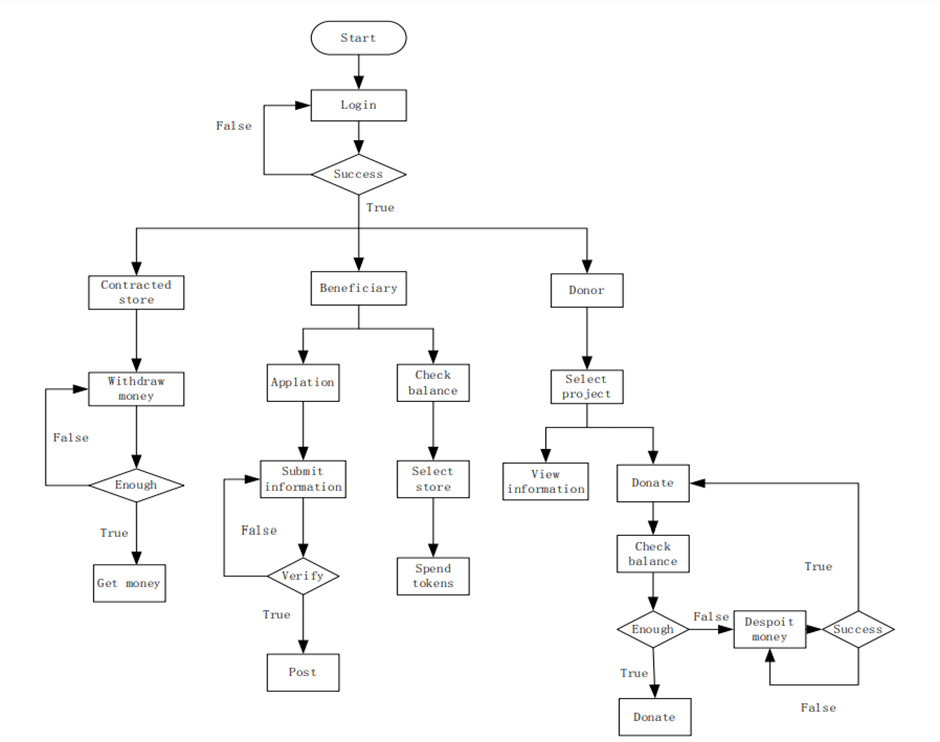 Start
Login
False
Success
True
Contracted
store
Beneficiary
Donor
Withdraw
money
Applation
Check
balance
Select
project
False
Enough
Submit
information
Select
store
View
information
Donate
True
False
Check
balance
True
Get money
Verify
Spend
tokens
True
Enough
False
Despoit
money
Success
Post
True
False
Donate